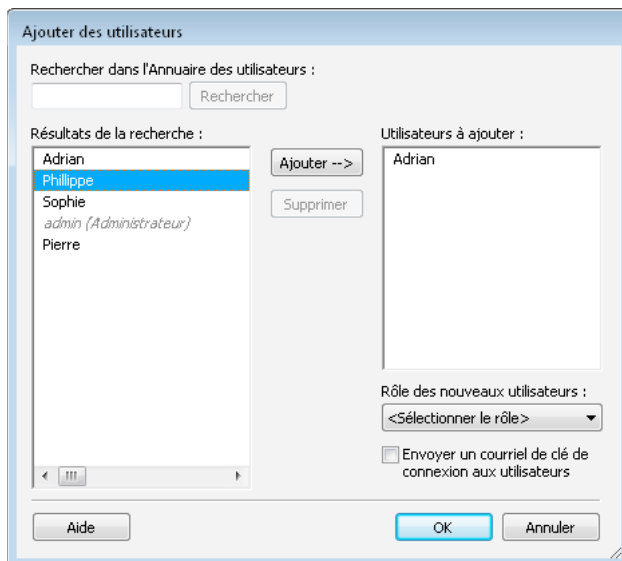 Ajouter des utilisateurs
Rechercher dans l'Annuaire des utilisateurs :
Rechercher
Résultats de la recherche :
Adrian
Phillippe
Sophie
admin (Administrateur)
Pierre
Ajouter -->
Supprimer
Utilisateurs à ajouter :
Adrian
Rôle des nouveaux utilisateurs :
<Sélectionner le rôle>
Envoyer un courriel de clé de
connexion aux utilisateurs
Aide
OK
Annuler